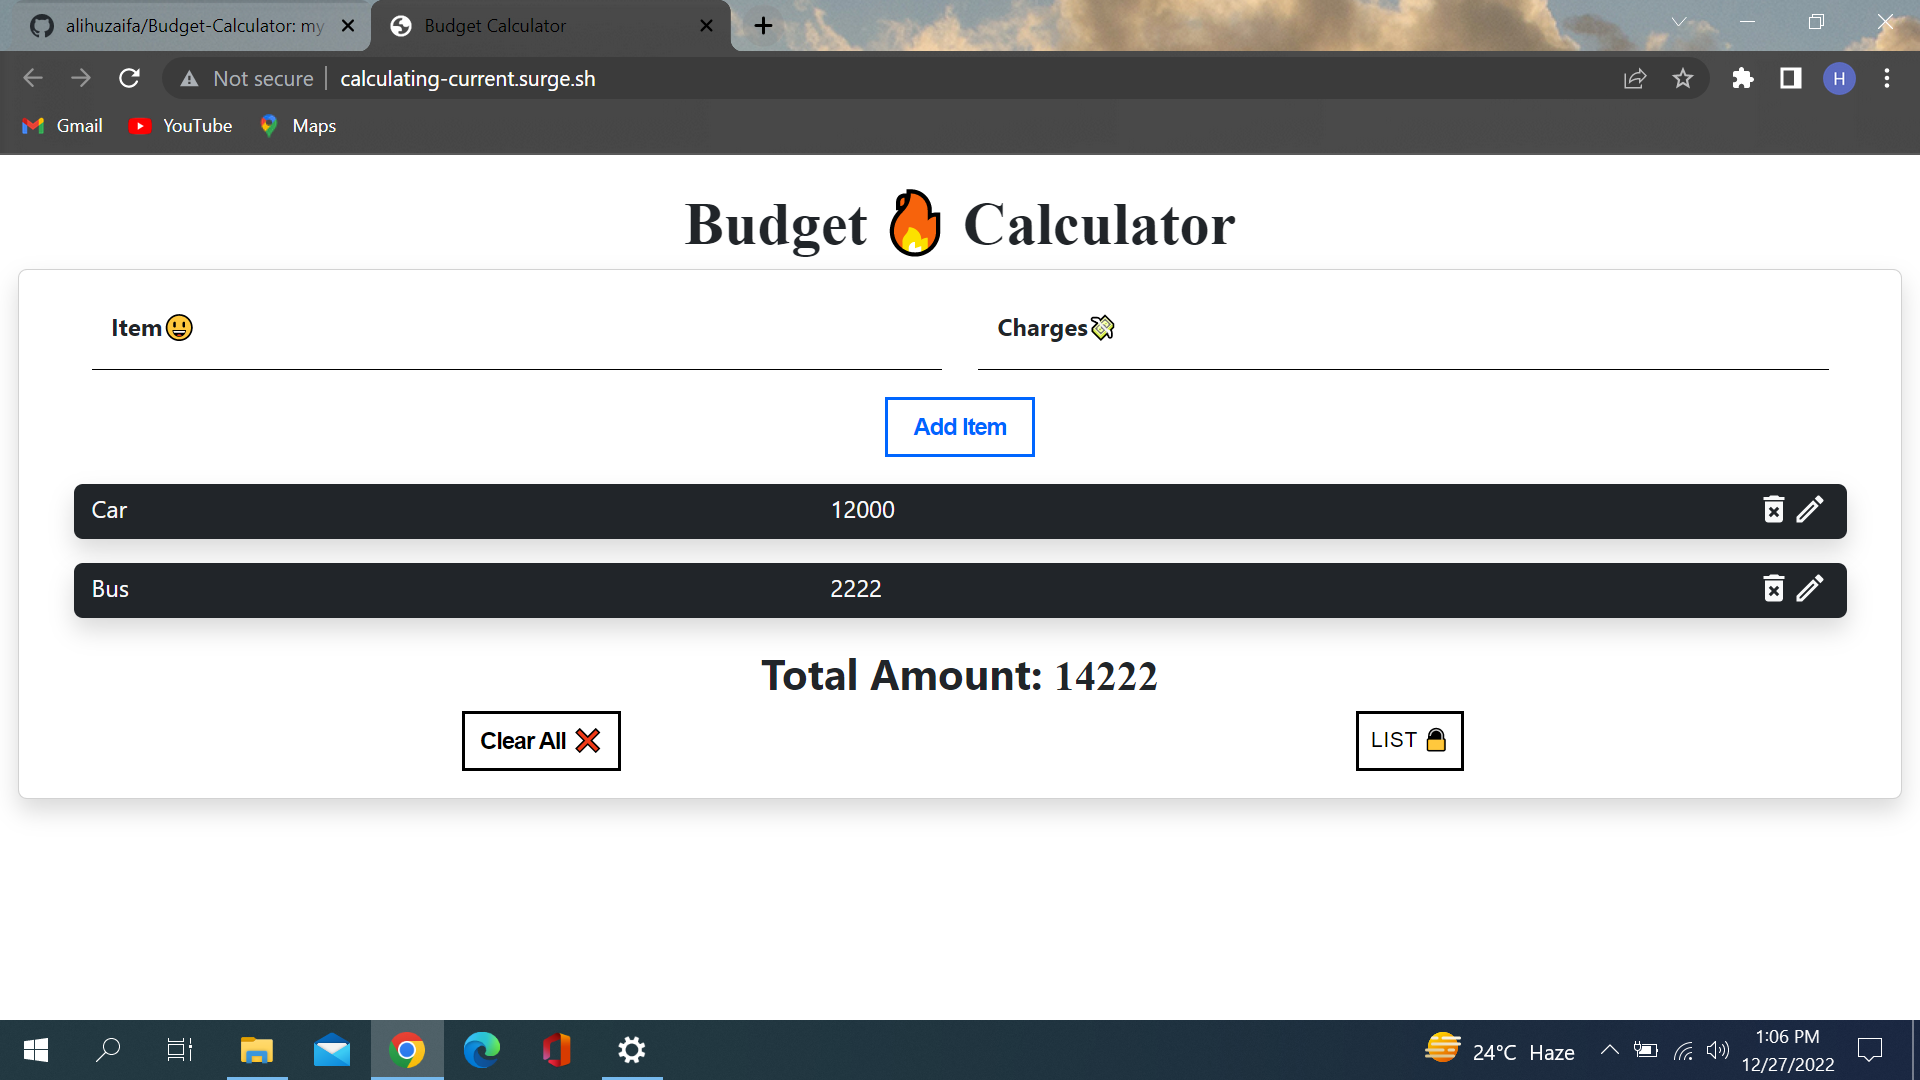 alihuzaifa/Budget-Calculator: my
Budget Calculator
Not secure
calculating-current.surge.sh
H
Gmail
YouTube
Maps
Budget 🔥 Calculator
Item😃
Charges💸
Add Item
Car 12000
Bus 2222
Total Amount: 14222
Clear All ❌
LIST 🔒
24°C Haze
1:06 PM
12/27/2022